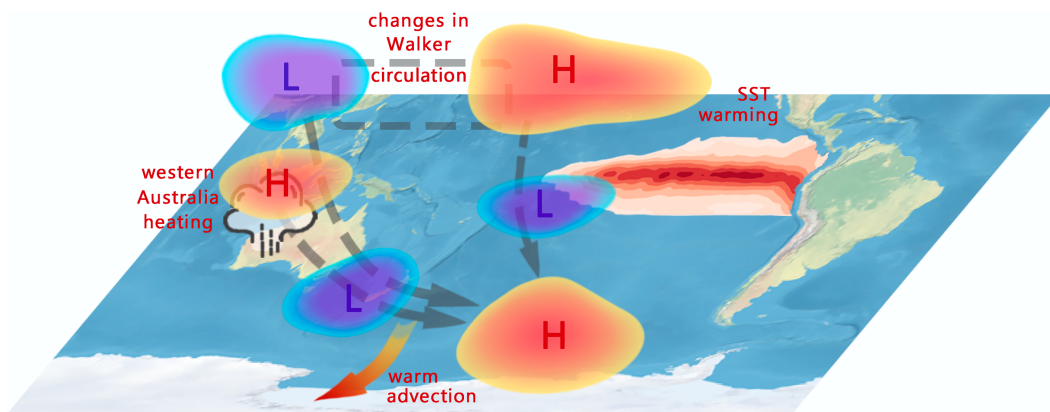 changes in
Walker
circulation
L
H
SST
warming
western
Australia
heating
H
L
L
H
warm
advection